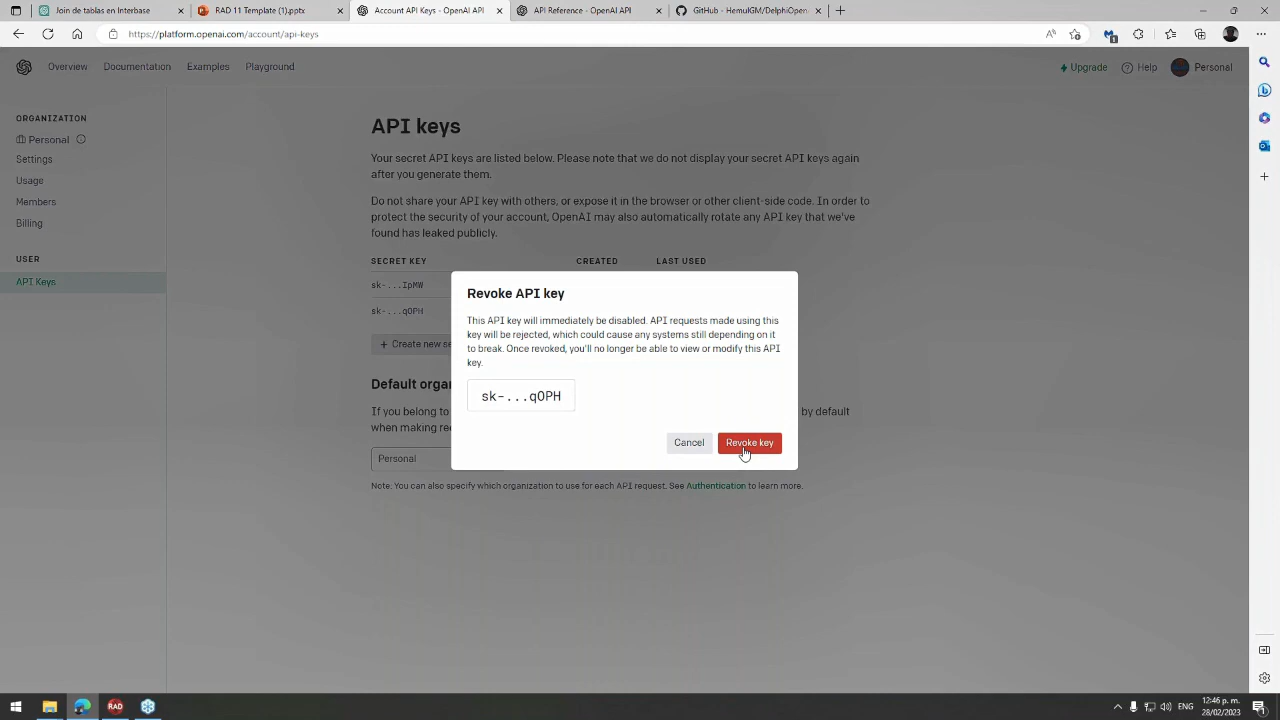 Join de tablas en Interbase
RAD 11 Template (1).pptx
Account API Keys - OpenAI API
API Reference - OpenAI API
GitHub - HemulGM/DelphiOpen
https://platform.openai.com/account/api-keys
Overview
Documentation
Examples
Playground
Upgrade
Help
Personal
ORGANIZATION
Personal
Settings
Usage
Members
Billing
USER
API Keys
API keys
Your secret API keys are listed below. Please note that we do not display your secret API keys again
after you generate them.
Do not share your API key with others, or expose it in the browser or other client-side code. In order to
protect the security of your account, OpenAI may also automatically rotate any API key that we've
found has leaked publicly.
SECRET KEY CREATED LAST USED
sk-...IpMW
sk-...qOPH
+ Create new se
Default orga
If you belong to
by default
when making re
Personal
Note: You can also specify which organization to use for each API request. See Authentication to learn more.
Revoke API key
This API key will immediately be disabled. API requests made using this
key will be rejected, which could cause any systems still depending on it
to break. Once revoked, you'll no longer be able to view or modify this API
key.
sk-...qOPH
Cancel
Revoke key
RAD
ENG
12:46 p. m.
28/02/2023